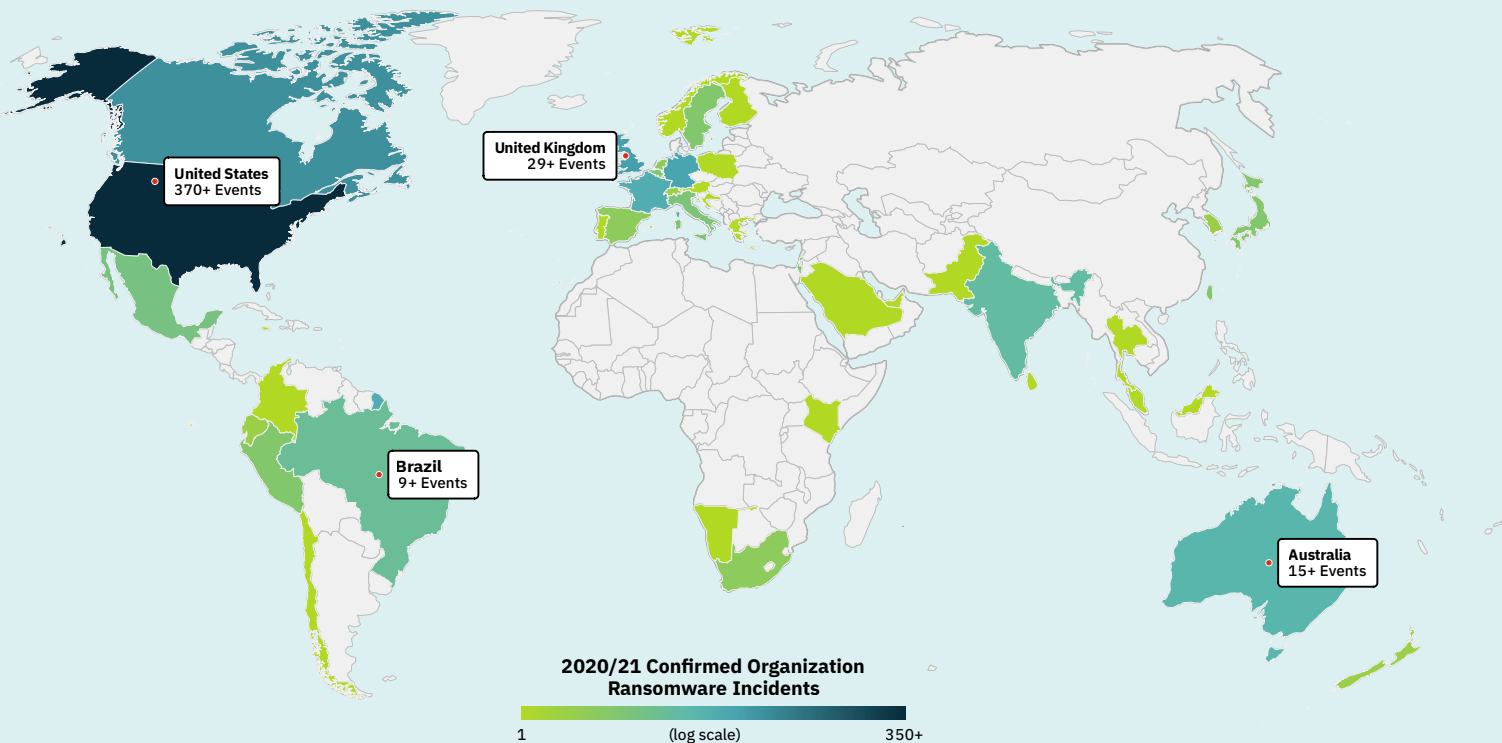 United Kingdom
29+ Events
United States
370+ Events
Brazil
9+ Events
Australia
15+ Events
2020/21 Confirmed Organization
Ransomware Incidents
1
(log scale)
350+